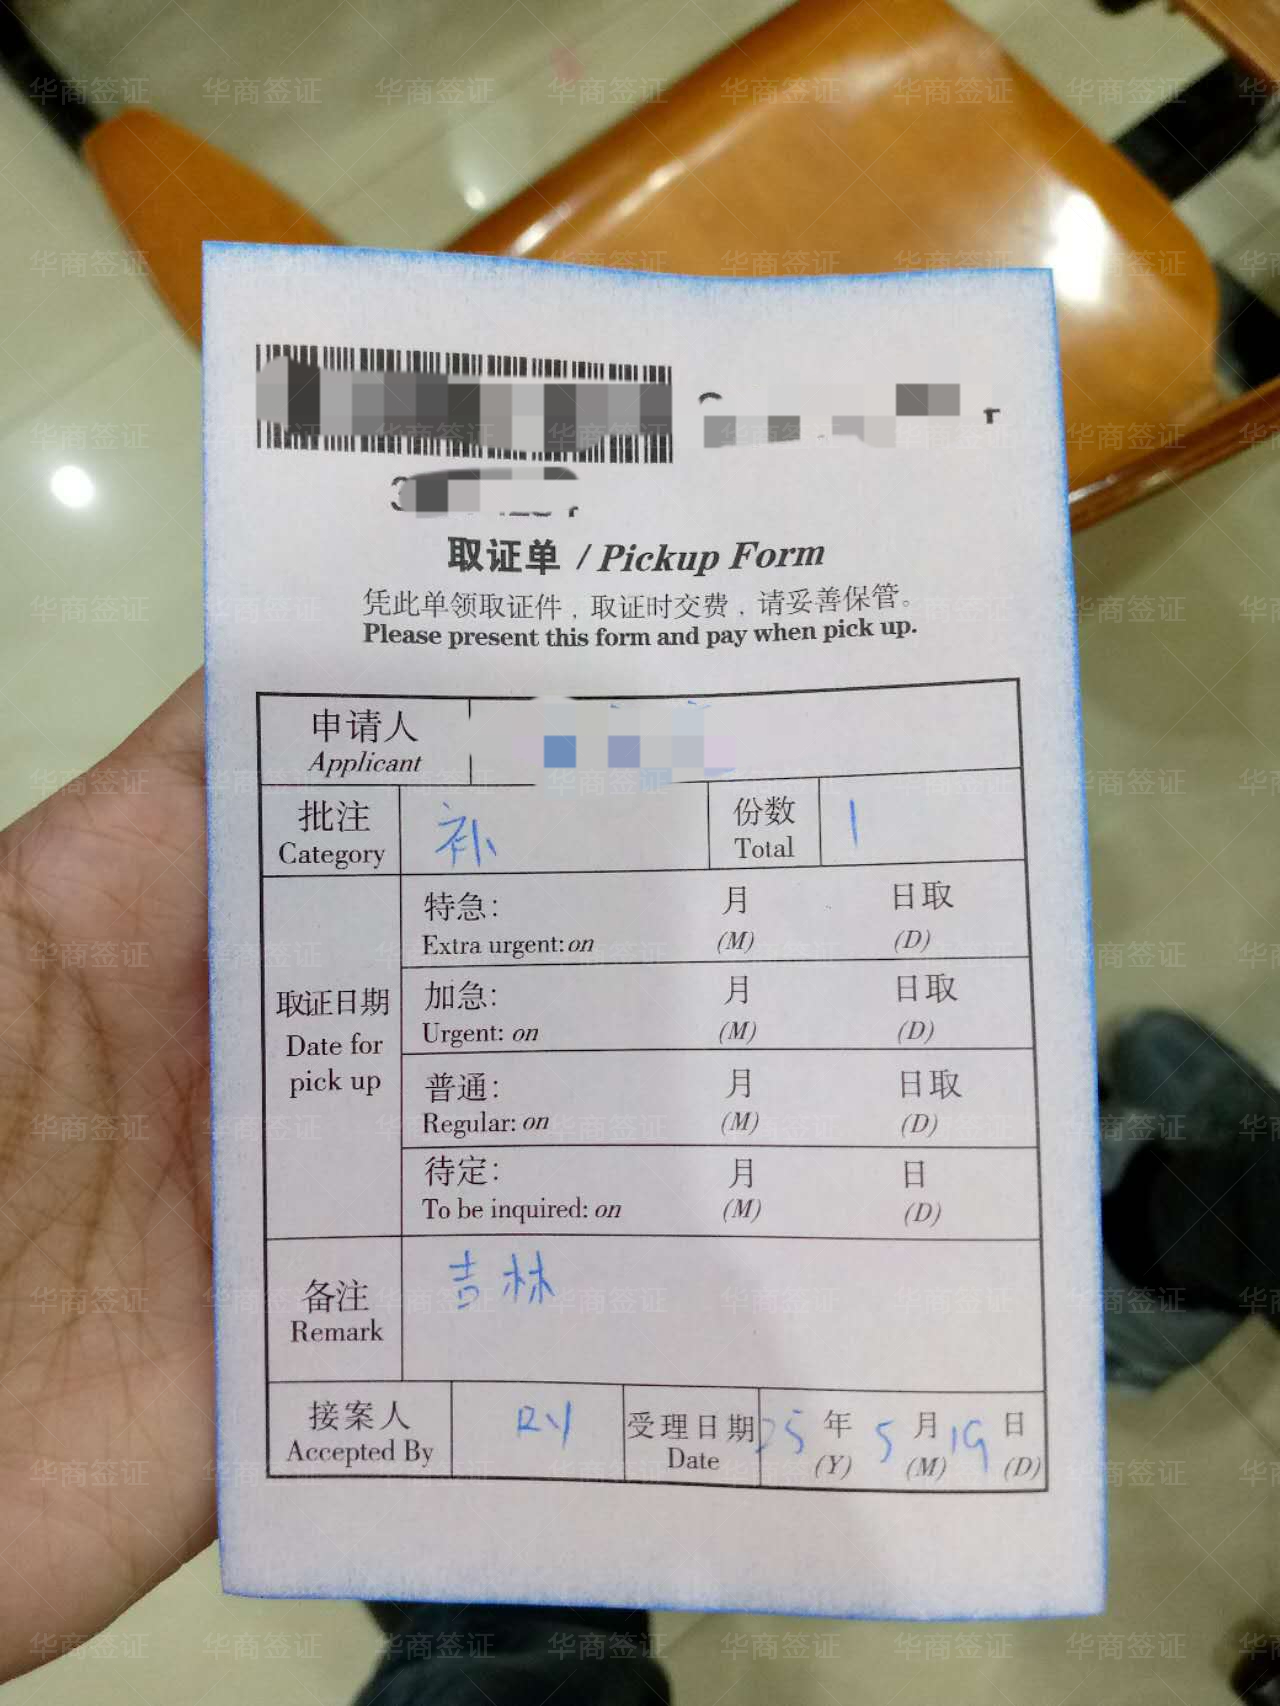 取证单 / Pickup Form
凭此单领取证件，取证时交费，请妥善保管。
Please present this form and pay when pick up.
申请人
Applicant
批注
Category
补
份数
Total
1
取证日期
Date for
pick up
特急： 月 日取
Extra urgent: on (M) (D)
加急： 月 日取
Urgent: on (M) (D)
普通： 月 日取
Regular: on (M) (D)
待定： 月 日
To be inquired: on (M) (D)
备注
Remark
吉林
接案人
Accepted By
受理日期
Date
25 年 5 月 19 日
(Y) (M) (D)
华商签证